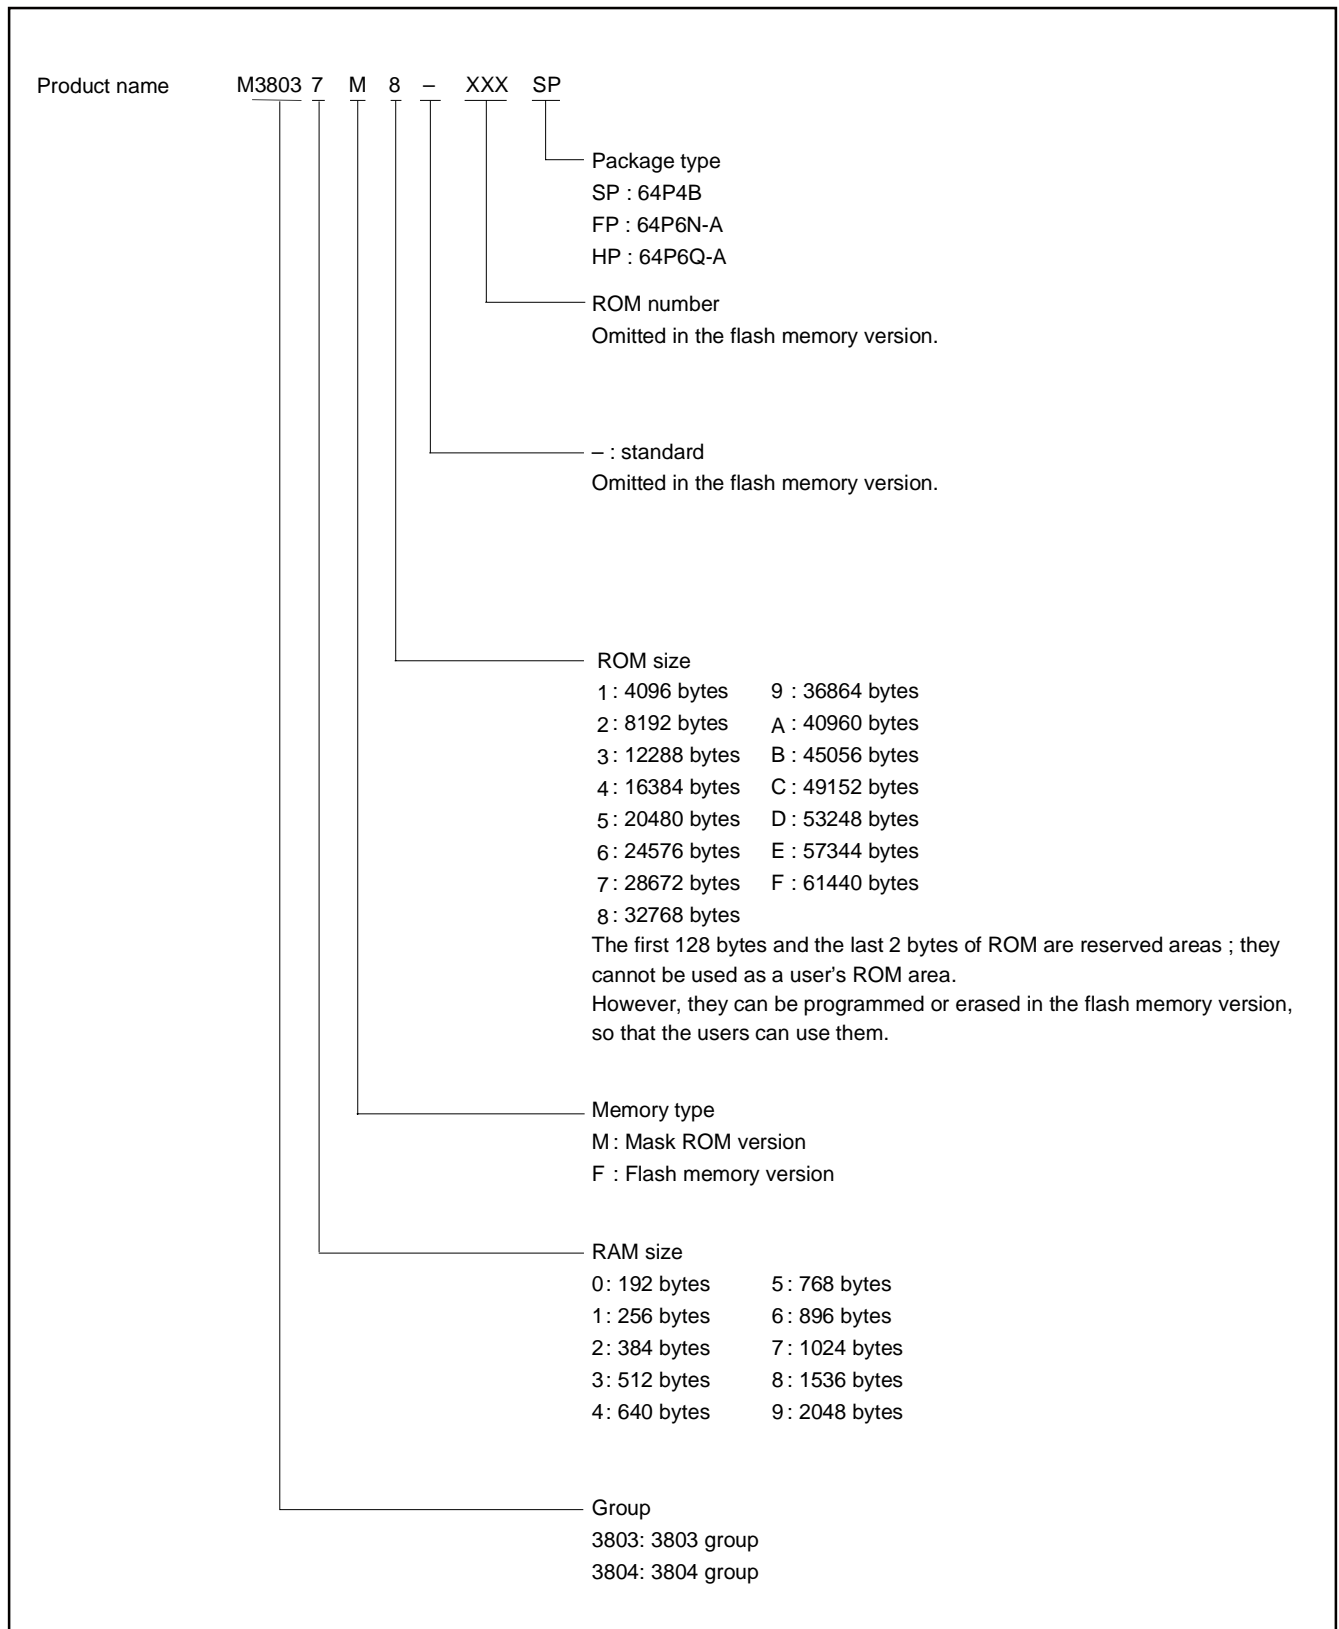 Product name M3803 7 M 8 – XXX SP
Package type
SP : 64P4B
FP : 64P6N-A
HP : 64P6Q-A
ROM number
Omitted in the flash memory version.
– : standard
Omitted in the flash memory version.
ROM size
1 : 4096 bytes 9 : 36864 bytes
2 : 8192 bytes A : 40960 bytes
3 : 12288 bytes B : 45056 bytes
4 : 16384 bytes C : 49152 bytes
5 : 20480 bytes D : 53248 bytes
6 : 24576 bytes E : 57344 bytes
7 : 28672 bytes F : 61440 bytes
8 : 32768 bytes
The first 128 bytes and the last 2 bytes of ROM are reserved areas ; they
cannot be used as a user’s ROM area.
However, they can be programmed or erased in the flash memory version,
so that the users can use them.
Memory type
M : Mask ROM version
F : Flash memory version
RAM size
0 : 192 bytes 5 : 768 bytes
1 : 256 bytes 6 : 896 bytes
2 : 384 bytes 7 : 1024 bytes
3 : 512 bytes 8 : 1536 bytes
4 : 640 bytes 9 : 2048 bytes
Group
3803: 3803 group
3804: 3804 group